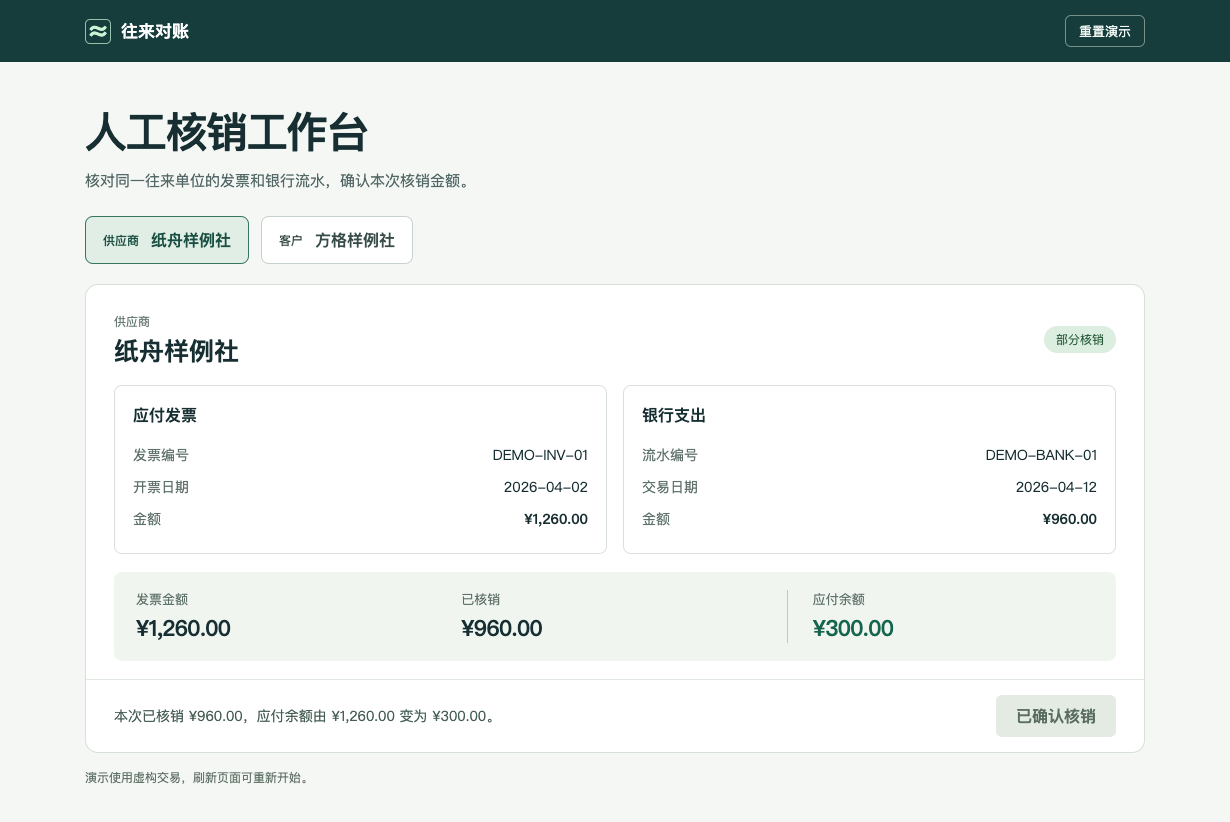 往来对账
重置演示
人工核销工作台
核对同一往来单位的发票和银行流水，确认本次核销金额。
供应商 纸舟样例社
客户 方格样例社
供应商
纸舟样例社
部分核销
应付发票
发票编号 DEMO-INV-01
开票日期 2026-04-02
金额 ¥1,260.00
银行支出
流水编号 DEMO-BANK-01
交易日期 2026-04-12
金额 ¥960.00
发票金额
¥1,260.00
已核销
¥960.00
应付余额
¥300.00
本次已核销 ¥960.00，应付余额由 ¥1,260.00 变为 ¥300.00。
已确认核销
演示使用虚构交易，刷新页面可重新开始。